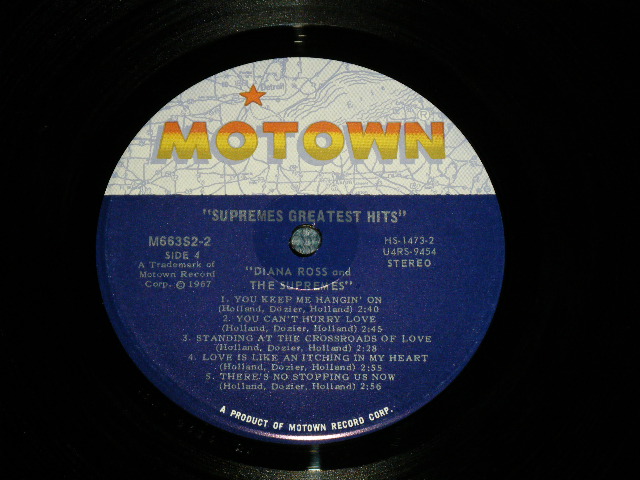 Detroit
MOTOWN®
"SUPREMES GREATEST HITS"
M663S2-2
SIDE 4
A Trademark of
Motown Record
Corp. © 1967
HS-1473-2
U4RS-9454
STEREO
"DIANA ROSS and
THE SUPREMES"
1. YOU KEEP ME HANGIN' ON
(Holland, Dozier, Holland) 2:40
2. YOU CAN'T HURRY LOVE
(Holland, Dozier, Holland) 2:45
3. STANDING AT THE CROSSROADS OF LOVE
(Holland, Dozier, Holland) 2:28
4. LOVE IS LIKE AN ITCHING IN MY HEART
(Holland, Dozier, Holland) 2:55
5. THERE'S NO STOPPING US NOW
(Holland, Dozier, Holland) 2:56
A PRODUCT OF MOTOWN RECORD CORP.